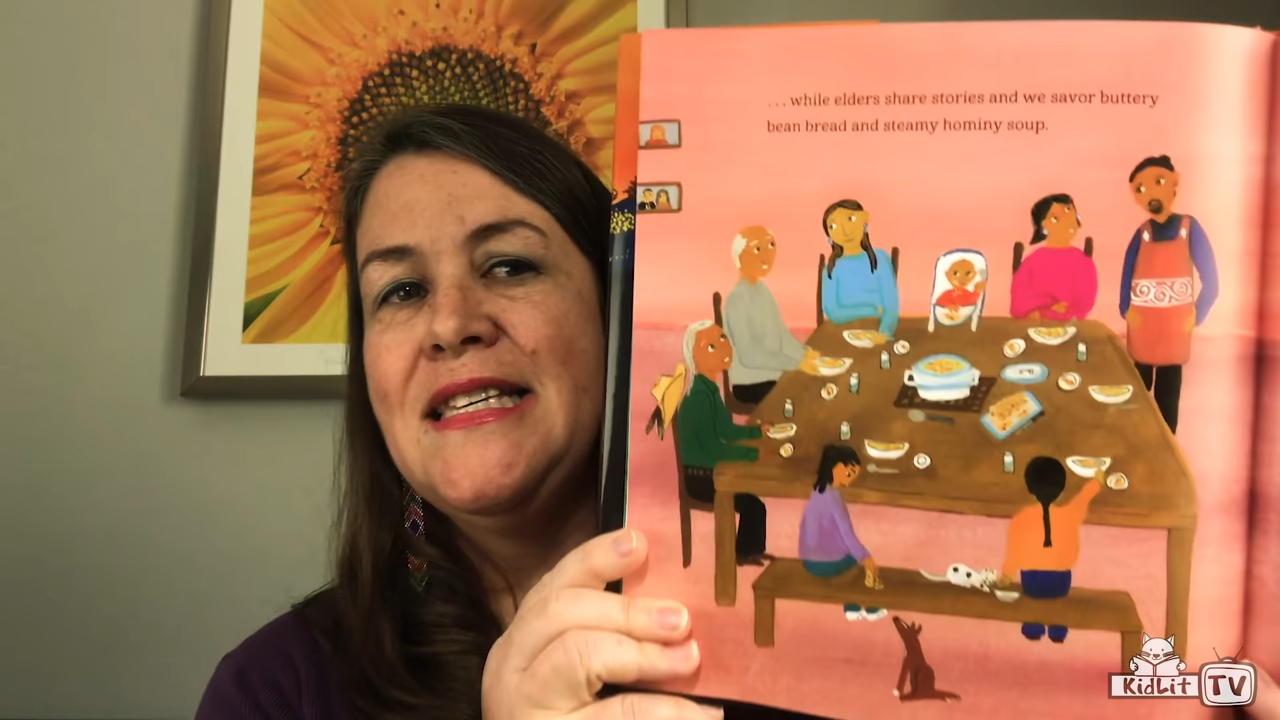 . . . while elders share stories and we savor buttery
bean bread and steamy hominy soup.
KidLit TV